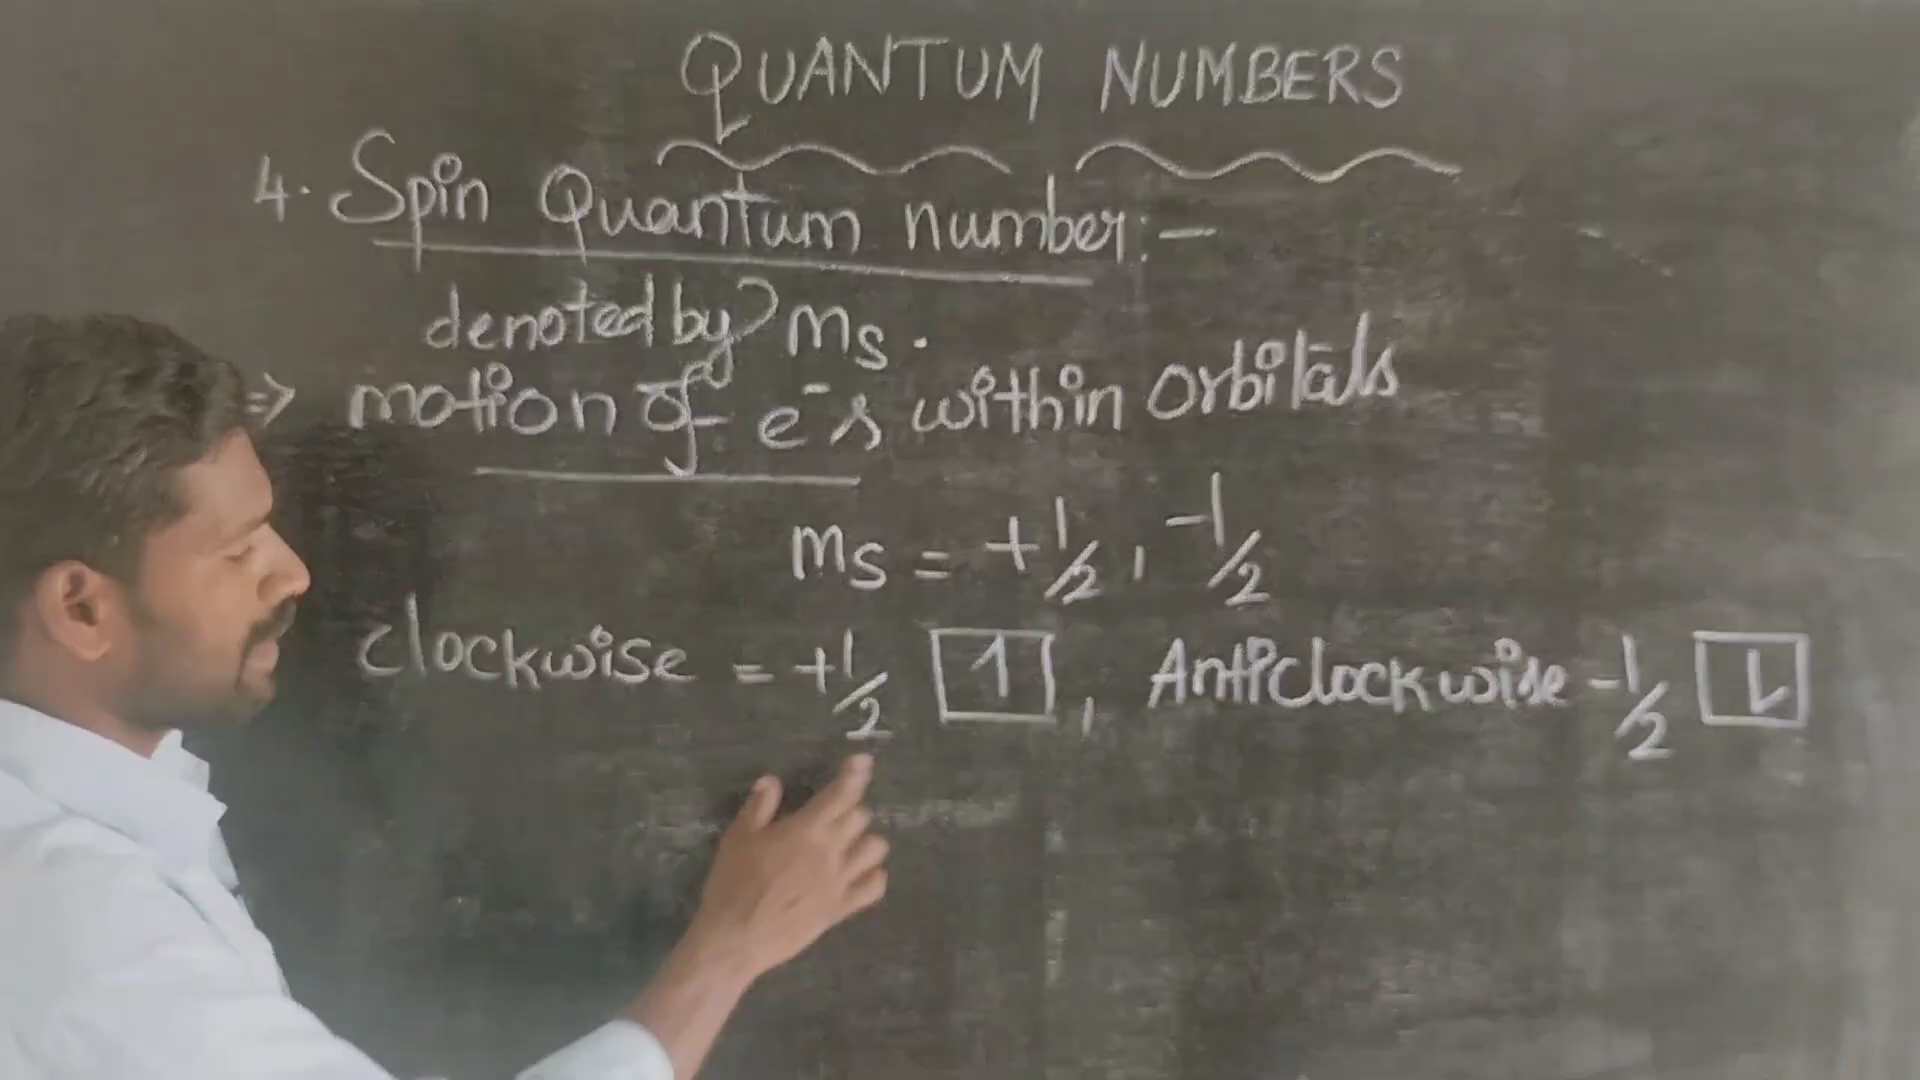 QUANTUM NUMBERS
4. Spin Quantum number:-
denoted by ms.
=> motion of e-s within orbitals
ms = +1/2, -1/2
clockwise = +1/2 1, Anticlockwise -1/2 ⇂